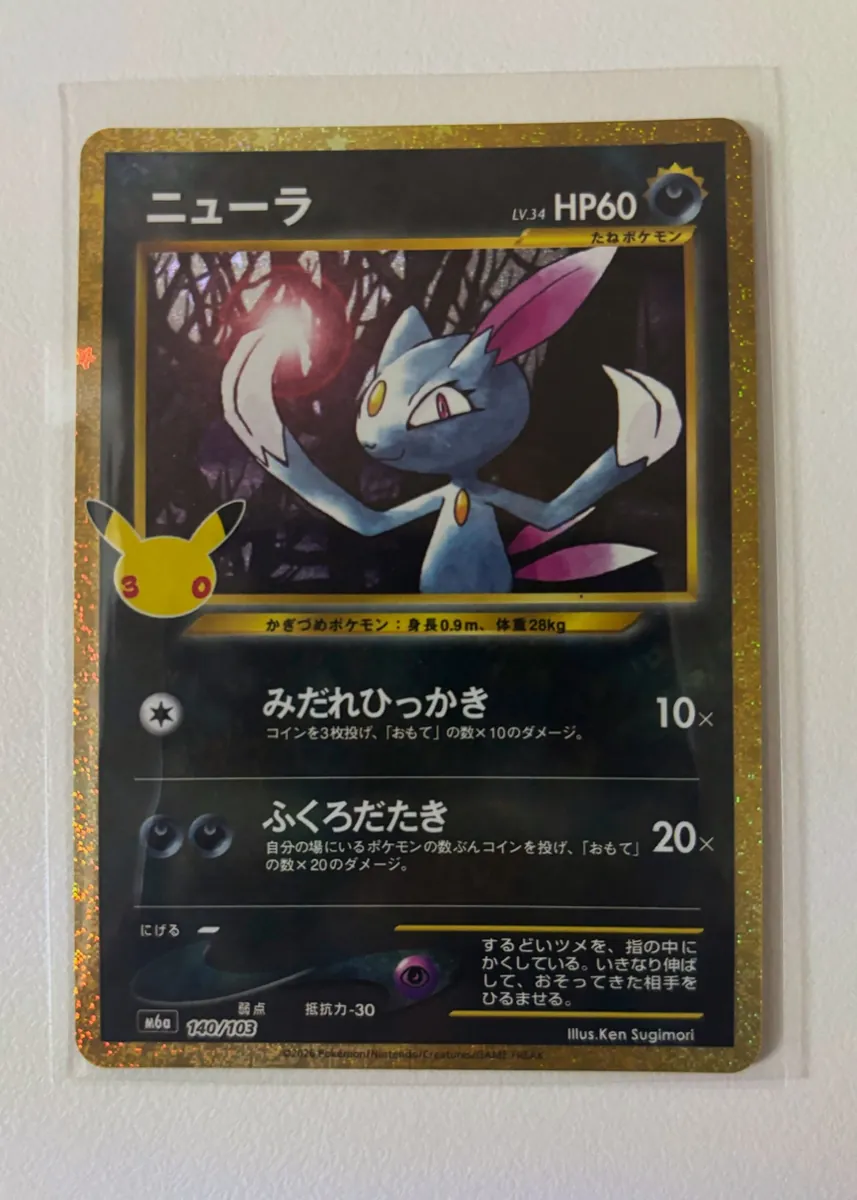 ニューラ
LV.34 HP60
たねポケモン
30
かぎづめポケモン：身長0.9m、体重28kg
みだれひっかき 10×
コインを3枚投げ、「おもて」の数×10のダメージ。
ふくろだたき 20×
自分の場にいるポケモンの数ぶんコインを投げ、「おもて」
の数×20のダメージ。
にげる
弱点 抵抗力-30
するどいツメを、指の中に
かくしている。いきなり伸ば
して、おそってきた相手を
ひるませる。
M6a 140/103
Illus.Ken Sugimori
©2026 Pokémon/Nintendo/Creatures/GAME FREAK